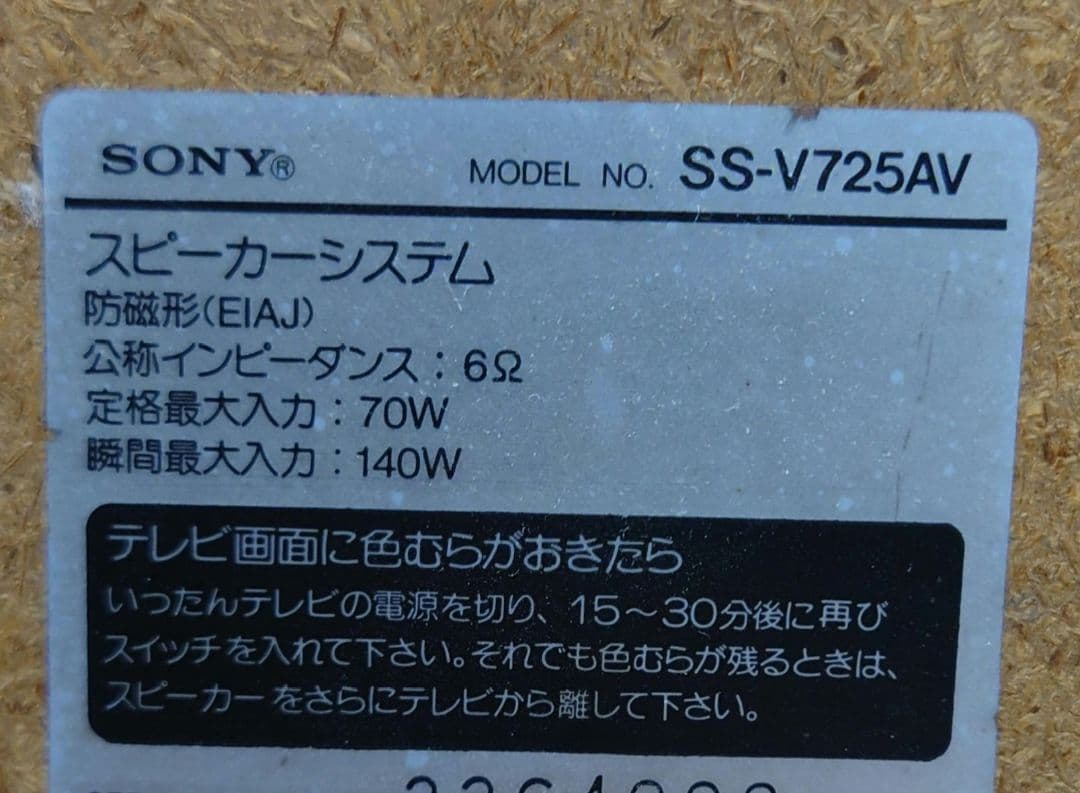 SONY® MODEL NO. SS-V725AV
スピーカーシステム
防磁形(EIAJ)
公称インピーダンス：6Ω
定格最大入力：70W
瞬間最大入力：140W
テレビ画面に色むらがおきたら
いったんテレビの電源を切り、15～30分後に再び
スイッチを入れて下さい。それでも色むらが残るときは、
スピーカーをさらにテレビから離して下さい。